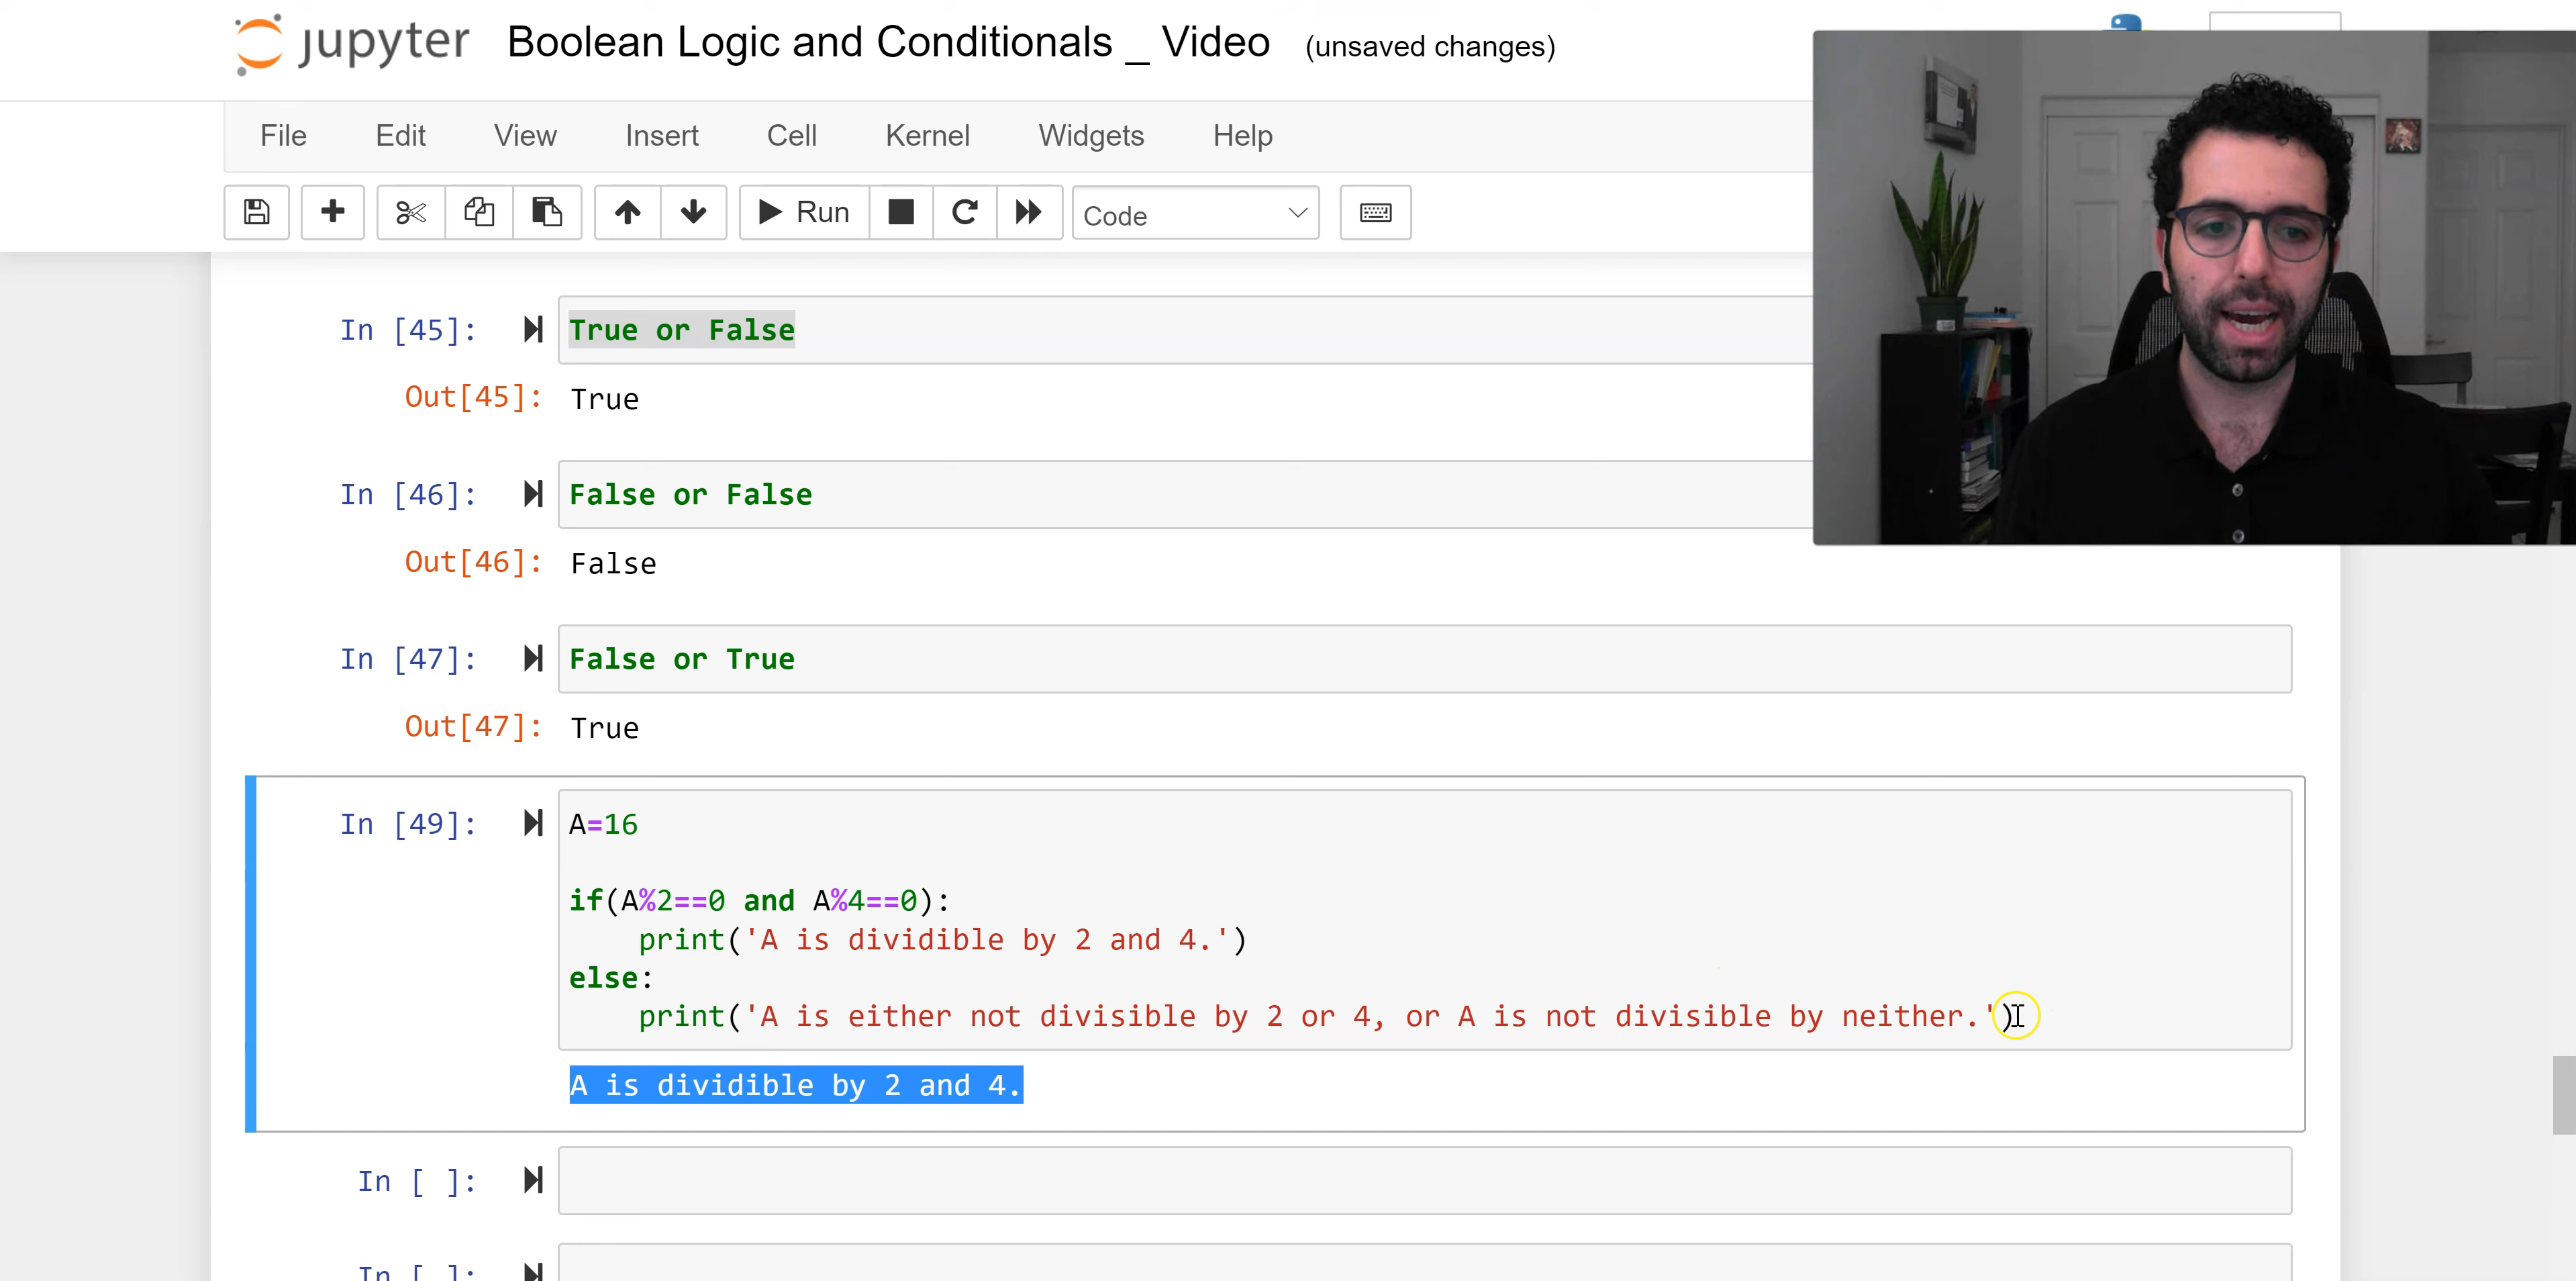 jupyter Boolean Logic and Conditionals _ Video (unsaved changes)
File Edit View Insert Cell Kernel Widgets Help
Run Code
In [45]: True or False
Out[45]: True
In [46]: False or False
Out[46]: False
In [47]: False or True
Out[47]: True
In [49]: A=16
if(A%2==0 and A%4==0):
print('A is dividible by 2 and 4.')
else:
print('A is either not divisible by 2 or 4, or A is not divisible by neither.')
A is dividible by 2 and 4.
In [ ]:
In [ ]: